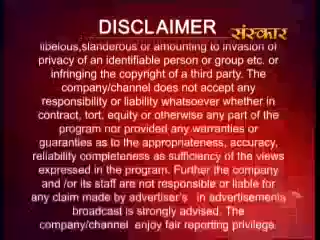 DISCLAIMER
संस्कार
libelous,slanderous or amounting to invasion of
privacy of an identifiable person or group etc. or
infringing the copyright of a third party. The
company/channel does not accept any
responsibility or liability whatsoever whether in
contract, tort, equity or otherwise any part of the
program nor provided any warranties or
guaranties as to the appropriateness, accuracy,
reliability completeness as sufficiency of the views
expressed in the program. Further the company
and /or its staff are not responsible or liable for
any claim made by advertiser's in advertisements
broadcast is strongly advised. The
company/channel enjoy fair reporting privilege